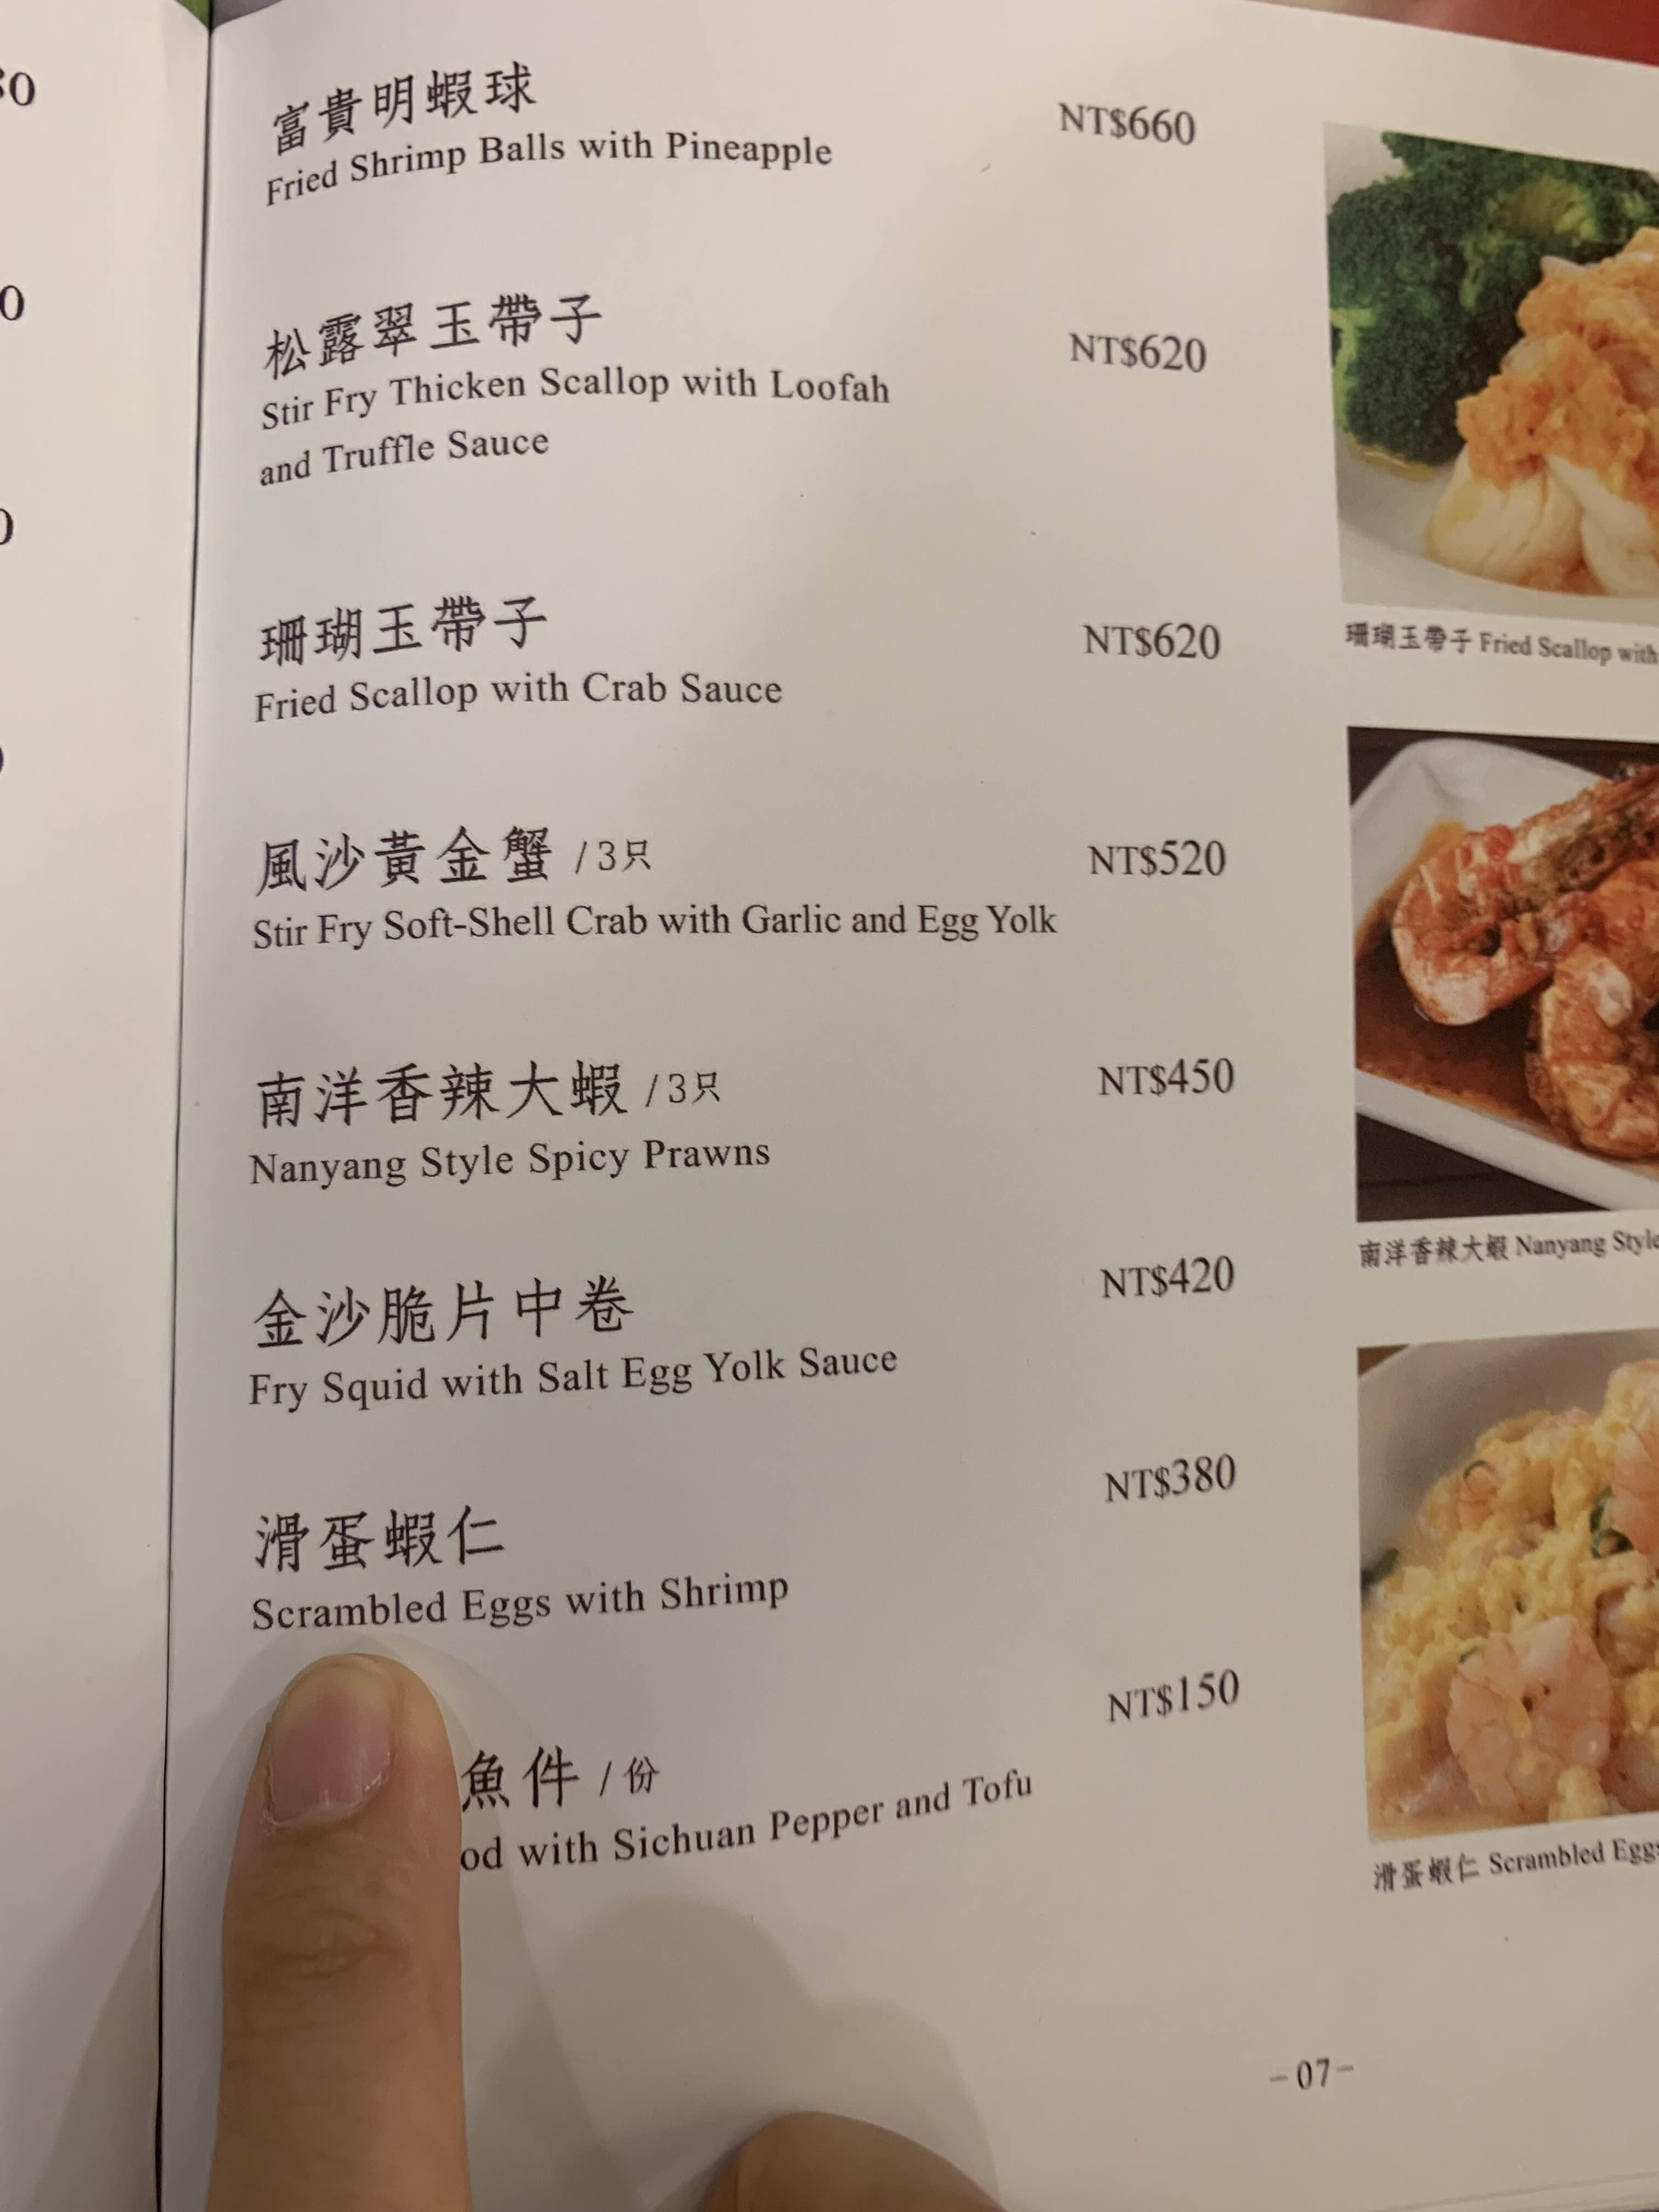 富貴明蝦球
Fried Shrimp Balls with Pineapple
NT$660
松露翠玉帶子
Stir Fry Thicken Scallop with Loofah
and Truffle Sauce
NT$620
珊瑚玉帶子
Fried Scallop with Crab Sauce
NT$620
風沙黃金蟹 /3只
Stir Fry Soft-Shell Crab with Garlic and Egg Yolk
NT$520
南洋香辣大蝦 /3只
Nanyang Style Spicy Prawns
NT$450
金沙脆片中卷
Fry Squid with Salt Egg Yolk Sauce
NT$420
滑蛋蝦仁
Scrambled Eggs with Shrimp
NT$380
魚件 /份
with Sichuan Pepper and Tofu
NT$150
珊瑚玉帶子 Fried Scallop with
南洋香辣大蝦 Nanyang Style
滑蛋蝦仁 Scrambled Eggs
-07-